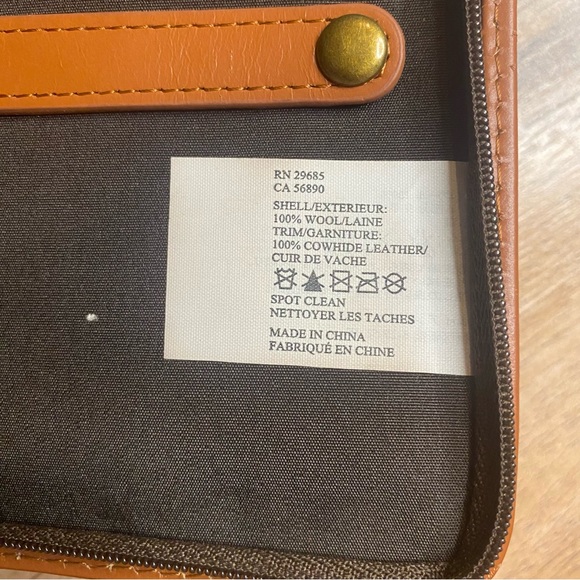 RN 29685
CA 56890
SHELL/EXTERIEUR:
100% WOOL/LAINE
TRIM/GARNITURE:
100% COWHIDE LEATHER/
CUIR DE VACHE
SPOT CLEAN
NETTOYER LES TACHES
MADE IN CHINA
FABRIQUÉ EN CHINE